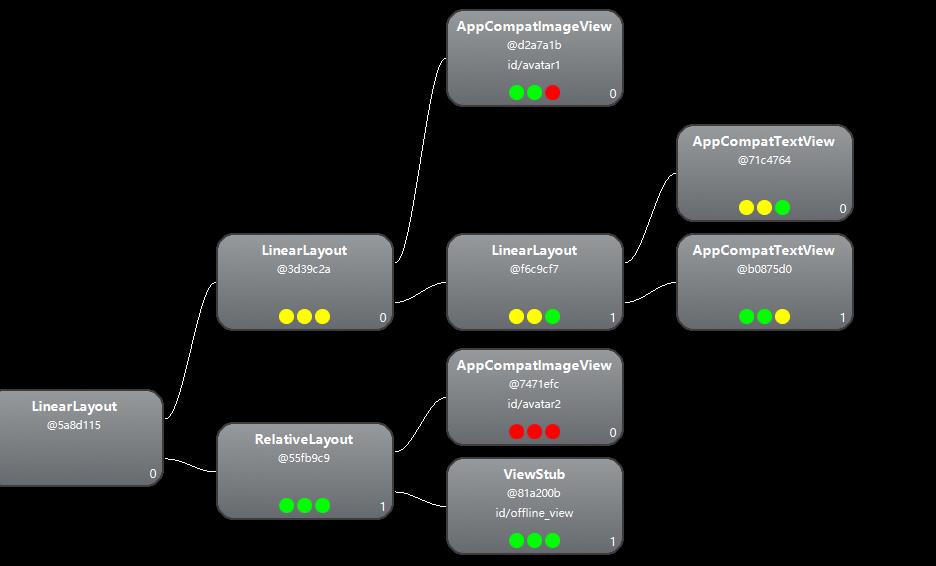 AppCompatImageView
@d2a7a1b
id/avatar1
0
AppCompatTextView
@71c4764
0
LinearLayout
@3d39c2a
0
LinearLayout
@f6c9cf7
1
AppCompatTextView
@b0875d0
1
AppCompatImageView
@7471efc
id/avatar2
0
LinearLayout
@5a8d115
0
RelativeLayout
@55fb9c9
1
ViewStub
@81a200b
id/offline_view
1